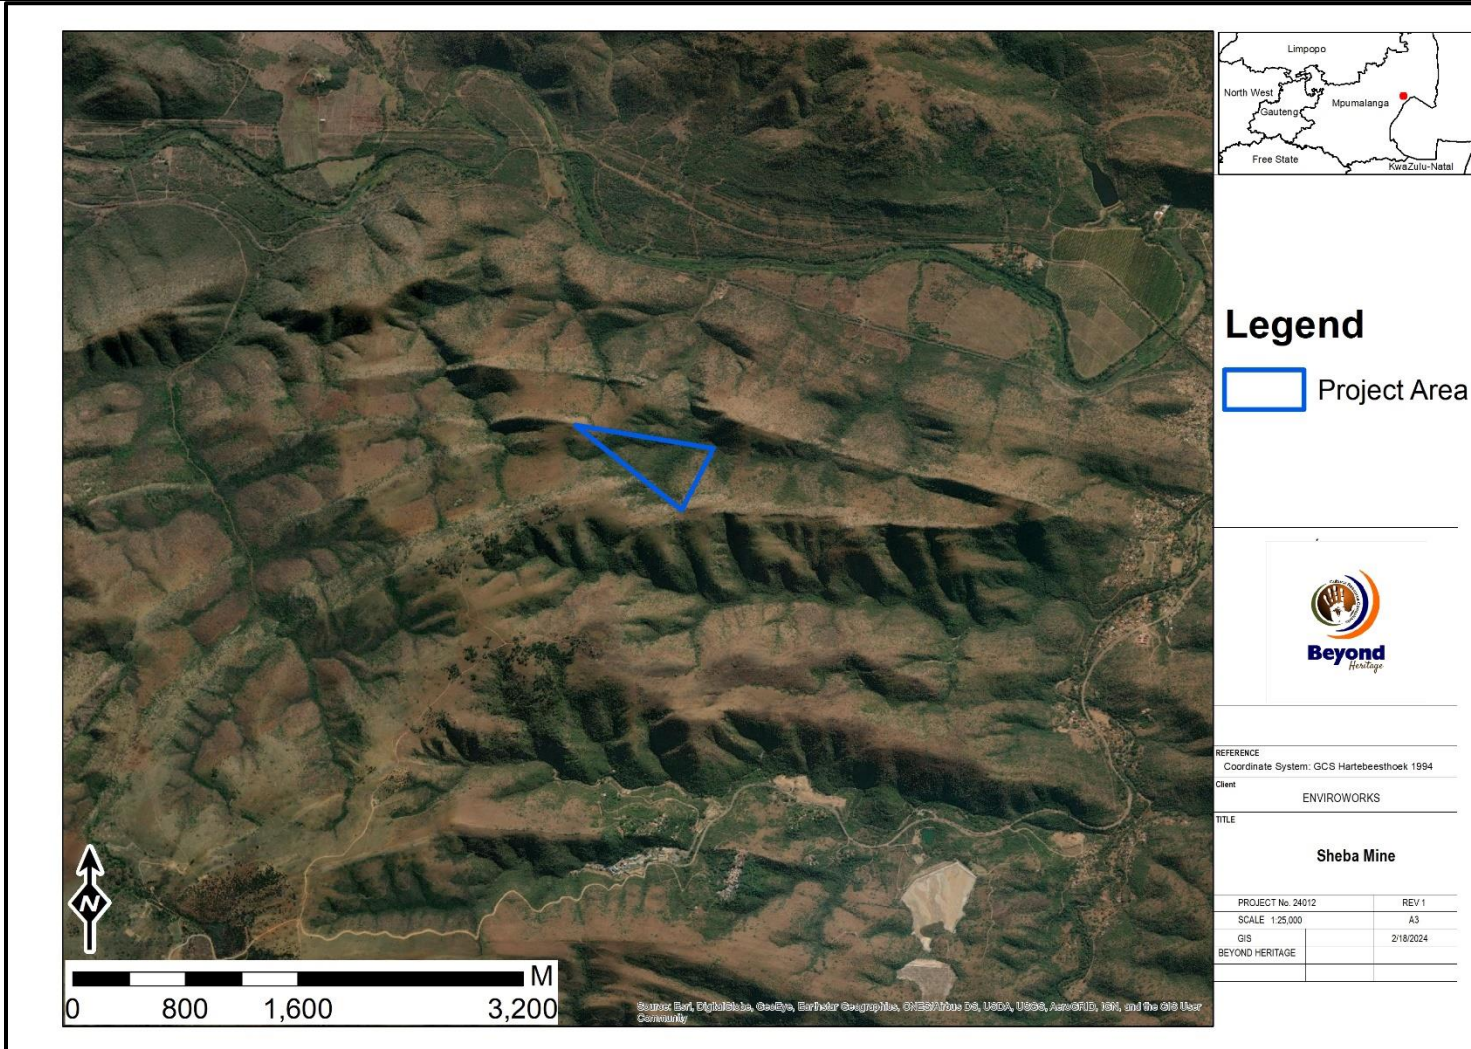 Limpopo
North West
Mpumalanga
Gauteng
Free State
KwaZulu-Natal
Legend
Project Area
Beyond
Heritage
REFERENCE
Coordinate System: GCS Hartebeesthoek 1994
Client
ENVIROWORKS
TITLE
Sheba Mine
PROJECT No. 24012 REV 1
SCALE 1:25,000 A3
GIS 2/18/2024
BEYOND HERITAGE
N
M
0 800 1,600 3,200
Source: Esri, DigitalGlobe, GeoEye, Earthstar Geographics, CNES/Airbus DS, USDA, USGS, AeroGRID, IGN, and the GIS User
Community